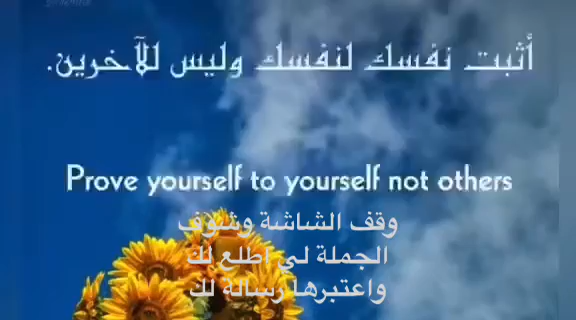 أثبت نفسك لنفسك وليس للآخرين.
Prove yourself to yourself not others
وقف الشاشة وشوف
الجملة لي اطلع لك
واعتبرها رسالة لك